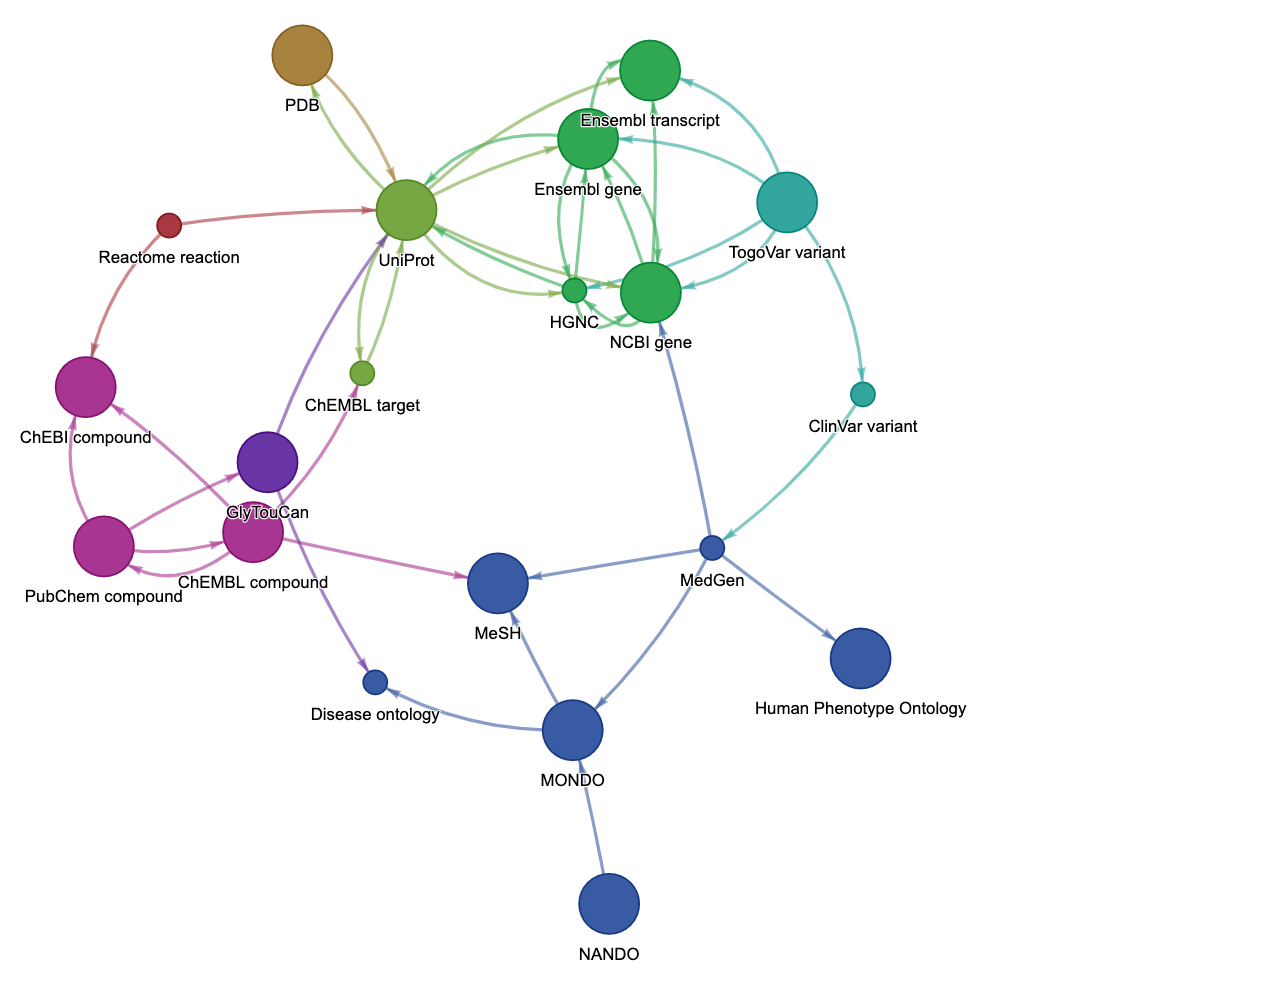 PDB
Ensembl transcript
Ensembl gene
TogoVar variant
Reactome reaction
UniProt
HGNC
NCBI gene
ChEMBL target
ClinVar variant
ChEBI compound
GlyTouCan
ChEMBL compound
PubChem compound
MedGen
MeSH
Human Phenotype Ontology
Disease ontology
MONDO
NANDO